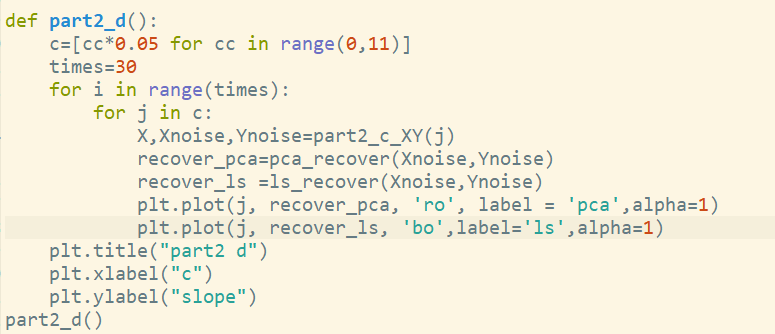 def part2_d():
    c=[cc*0.05 for cc in range(0,11)]
    times=30
    for i in range(times):
        for j in c:
            X,Xnoise,Ynoise=part2_c_XY(j)
            recover_pca=pca_recover(Xnoise,Ynoise)
            recover_ls =ls_recover(Xnoise,Ynoise)
            plt.plot(j, recover_pca, 'ro', label = 'pca',alpha=1)
            plt.plot(j, recover_ls, 'bo',label='ls',alpha=1)
    plt.title("part2 d")
    plt.xlabel("c")
    plt.ylabel("slope")
part2_d()